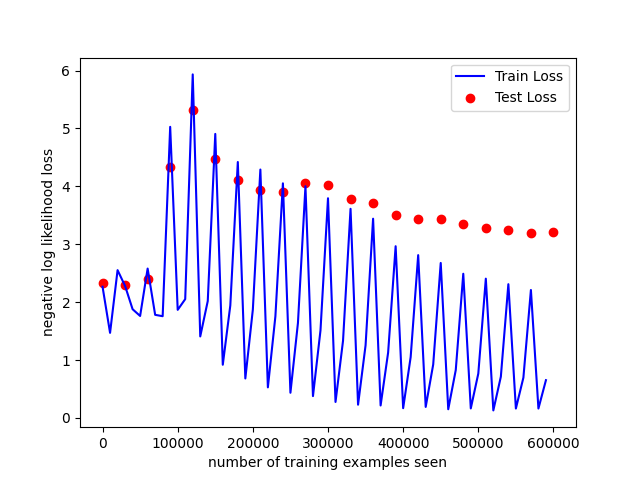 Train Loss
Test Loss
negative log likelihood loss
6
5
4
3
2
1
0
0 100000 200000 300000 400000 500000 600000
number of training examples seen